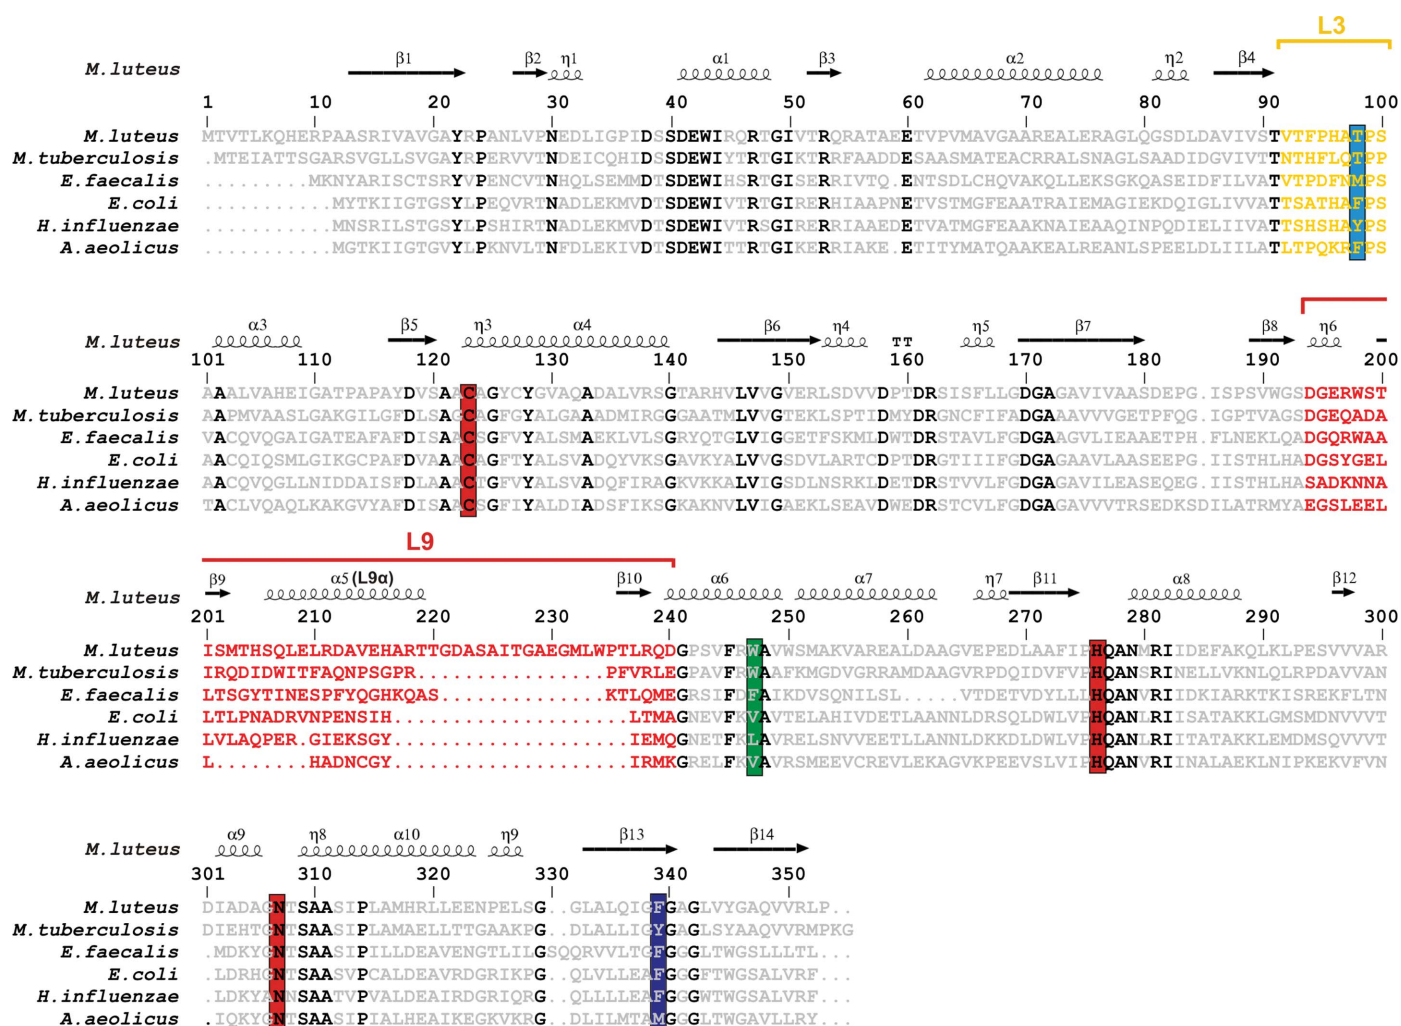 L3
M.luteus β1 β2 η1 α1 β3 α2 η2 β4
1 10 20 30 40 50 60 70 80 90 100
M.luteus MTVTLKQHERPAASRIVAVGAYRPANLVPNEDLIGPIDSSDEWIRQRTGIVTRQRATAEETVPVMAVGAAREALERAGLQGSDLDAVIVSTVTFPHATPS
M.tuberculosis .MTEIATTSGARSVGLLSVGAYRPERVVTNDEICQHIDSSDEWIYTRTGIKTRRFAADDESAASMATEACRRALSNAGLSAADIDGVIVTTNTHFLQTPP
E.faecalis .........MKNYARISCTSRYVPENCVTNHQLSEMMDTSDEWIHSRTGISERRIVTQ.ENTSDLCHQVAKQLLEKSGKQASEIDFILVATVTPDFNMPS
E.coli ...........MYTKIIGTGSYLPEQVRTNADLEKMVDTSDEWIVTRTGIRERHIAAPNETVSTMGFEAATRAIEMAGIEKDQIGLIVVATTSATHAFPS
H.influenzae ...........MNSRILSTGSYLPSHIRTNADLEKMVDTSDEWIVTRSGIRERRIAAEDETVATMGFEAAKNAIEAAQINPQDIELIIVATTSHSHAYPS
A.aeolicus ...........MGTKIIGTGVYLPKNVLTNFDLEKIVDTSDEWITTRTGIKERRIAKE.ETITYMATQAAKEALREANLSPEELDLIILATLTPQKRFPS
M.luteus α3 β5 η3 α4 β6 η4 TT η5 β7 β8 η6
101 110 120 130 140 150 160 170 180 190 200
M.luteus AAALVAHEIGATPAPAYDVSAACAGYCYGVAQADALVRSGTARHVLVVGVERLSDVVDPTDRSISFLLGDGAGAVIVAASDEPG.ISPSVWGSDGERWST
M.tuberculosis AAPMVAASLGAKGILGFDLSAGCAGFGYALGAAADMIRGGGAATMLVVGTEKLSPTIDMYDRGNCFIFADGAAAVVVGETPFQG.IGPTVAGSDGEQADA
E.faecalis VACQVQGAIGATEAFAFDISAACSGFVYALSMAEKLVLSGRYQTGLVIGGETFSKMLDWTDRSTAVLFGDGAAGVLIEAAETPH.FLNEKLQADGQRWAA
E.coli AACQIQSMLGIKGCPAFDVAAACAGFTYALSVADQYVKSGAVKYALVVGSDVLARTCDPTDRGTIIIFGDGAGAAVLAASEEPG.IISTHLHADGSYGEL
H.influenzae AACQVQGLLNIDDAISFDLAAACTGFVYALSVADQFIRAGKVKKALVIGSDLNSRKLDETDRSTVVLFGDGAGAVILEASEQEG.IISTHLHASADKNNA
A.aeolicus TACLVQAQLKAKGVYAFDISAACSGFIYALDIADSFIKSGKAKNVLVIGAEKLSEAVDWEDRSTCVLFGDGAGAVVVTRSEDKSDILATRMYAEGSLEEL
L9
M.luteus β9 α5 (L9α) β10 α6 α7 η7 β11 α8 β12
201 210 220 230 240 250 260 270 280 290 300
M.luteus ISMTHSQLELRDAVEHARTTGDASAITGAEGMLWPTLRQDGPSVFRWAVWSMAKVAREALDAAGVEPEDLAAFIPHQANMRIIDEFAKQLKLPESVVVAR
M.tuberculosis IRQDIDWITFAQNPSGPR................PFVRLEGPAVFRWAAFKMGDVGRRAMDAAGVRPDQIDVFVPHQANSRINELLVKNLQLRPDAVVAN
E.faecalis LTSGYTINESPFYQGHKQAS..............KTLQMEGRSIFDFAIKDVSQNILSL.....VTDETVDYLLLHQANVRIIDKIARKTKISREKFLTN
E.coli LTLPNADRVNPENSIH....................LTMAGNEVFKVAVTELAHIVDETLAANNLDRSQLDWLVPHQANLRIISATAKKLGMSMDNVVVT
H.influenzae LVLAQPER.GIEKSGY....................IEMQGNETFKLAVRELSNVVEETLLANNLDKKDLDWLVPHQANLRIITATAKKLEMDMSQVVVT
A.aeolicus L........HADNCGY....................IRMKGRELFKVAVRSMEEVCREVLEKAGVKPEEVSLVIPHQANVRIINALAEKLNIPKEKVFVN
M.luteus α9 η8 α10 η9 β13 β14
301 310 320 330 340 350
M.luteus DIADAGNTSAASIPLAMHRLLEENPELSG..GLALQIGFGAGLVYGAQVVRLP..
M.tuberculosis DIEHTGNTSAASIPLAMAELLTTGAAKPG..DLALLIGYGAGLSYAAQVVRMPKG
E.faecalis .MDKYGNTSAASIPILLDEAVENGTLILGSQQRVVLTGFGGGLTWGSLLLTL...
E.coli .LDRHGNTSAASVPCALDEAVRDGRIKPG..QLVLLEAFGGGFTWGSALVRF...
H.influenzae .LDKYANNSAATVPVALDEAIRDGRIQRG..QLLLLEAFGGGWTWGSALVRF...
A.aeolicus .IQKYGNTSAASIPIALHEAIKEGKVKRG..DLILMTAMGGGLTWGAVLLRY...